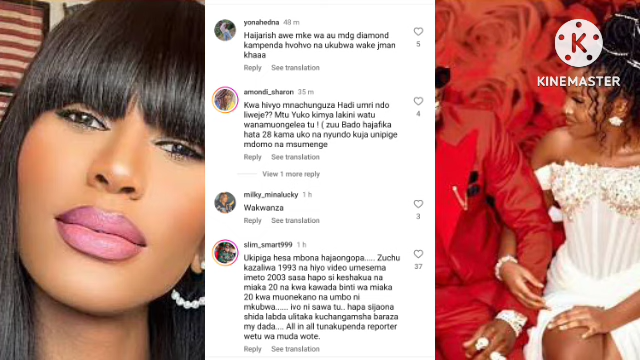 yonahedna 48 m
Haijarish awe mke wa au mdg diamond
kampenda hvohvo na ukubwa wake jman
khaaa
5
Reply See translation
amondi_sharon 35 m
Kwa hivyo mnachunguza Hadi umri ndo
liweje?? Mtu Yuko kimya lakini watu
wanamuongelea tu ! ( zuu Bado hajafika
hata 28 kama uko na nyundo kuja unipige
mdomo na msumenge
4
Reply See translation
View 1 more reply
milky_minalucky 1 h
Wakwanza
3
Reply See translation
slim_smart999 1 h
Ukipiga hesa mbona hajaongopa..... Zuchu
kazaliwa 1993 na hiyo video umesema
imeto 2003 sasa hapo si keshakua na
miaka 20 na kwa kawada binti wa miaka
20 kwa muonekano na umbo ni
mkubwa...... ivo ni sawa tu.. hapa sijaona
shida labda ulitaka kuchangamsha baraza
my dada.... All in all tunakupenda reporter
wetu wa muda wote.
37
Reply See translation
K
KINEMASTER